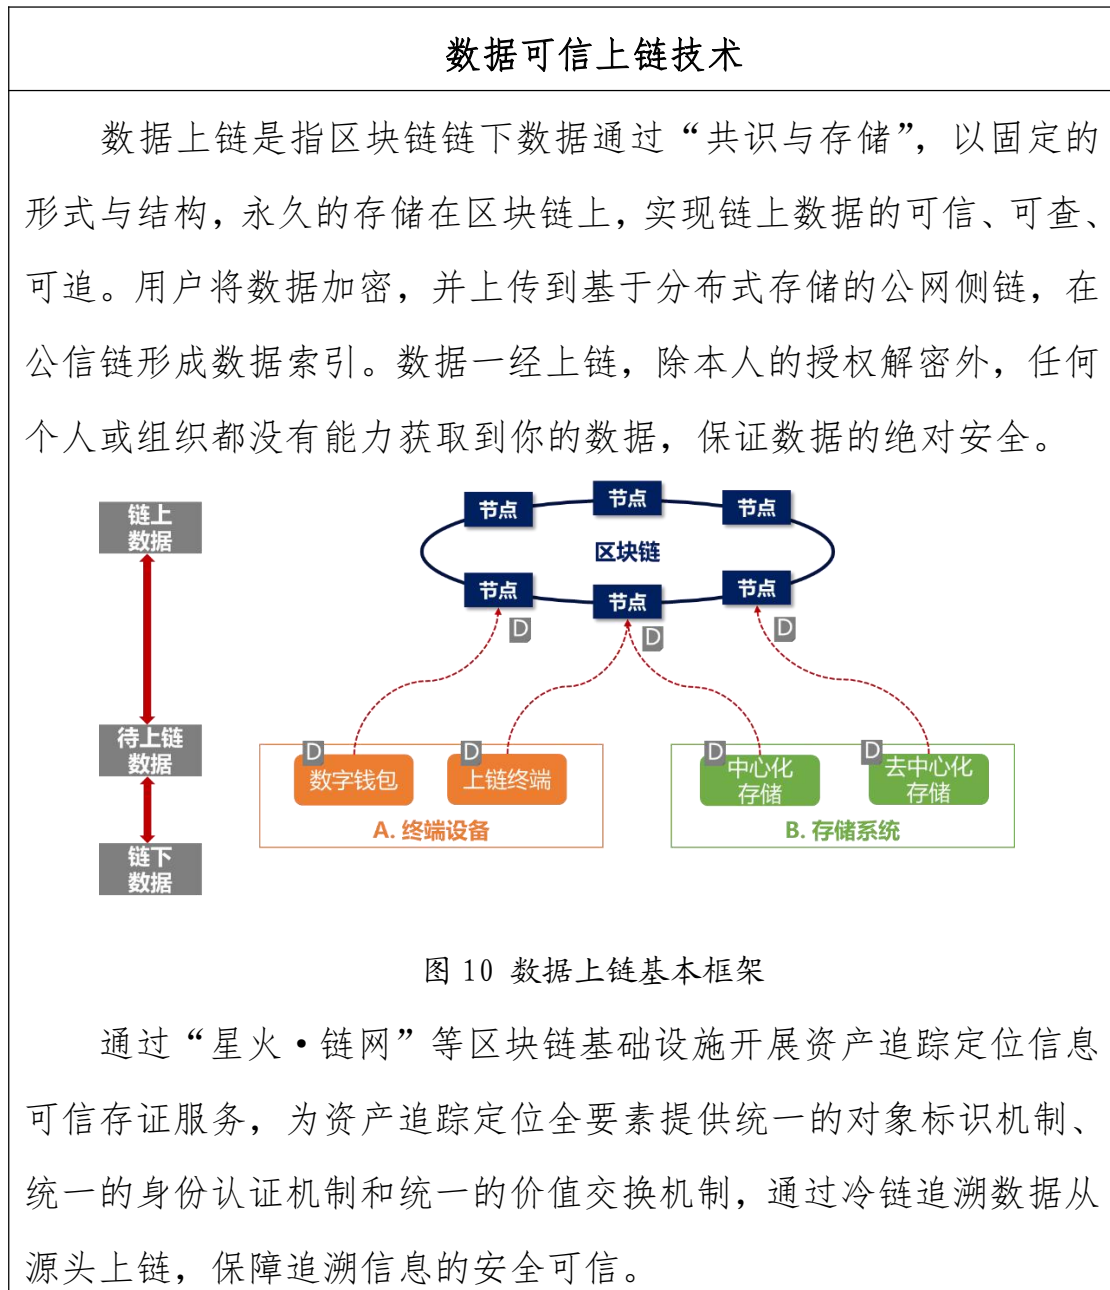 数据可信上链技术
数据上链是指区块链链下数据通过“共识与存储”，以固定的
形式与结构，永久的存储在区块链上，实现链上数据的可信、可查、
可追。用户将数据加密，并上传到基于分布式存储的公网侧链，在
公信链形成数据索引。数据一经上链，除本人的授权解密外，任何
个人或组织都没有能力获取到你的数据，保证数据的绝对安全。
链上
数据
待上链
数据
链下
数据
节点
节点
节点
区块链
节点
节点
节点
D
D
D
D
数字钱包
D
上链终端
A. 终端设备
D
中心化
存储
D
去中心化
存储
B. 存储系统
图 10 数据上链基本框架
通过“星火·链网”等区块链基础设施开展资产追踪定位信息
可信存证服务，为资产追踪定位全要素提供统一的对象标识机制、
统一的身份认证机制和统一的价值交换机制，通过冷链追溯数据从
源头上链，保障追溯信息的安全可信。